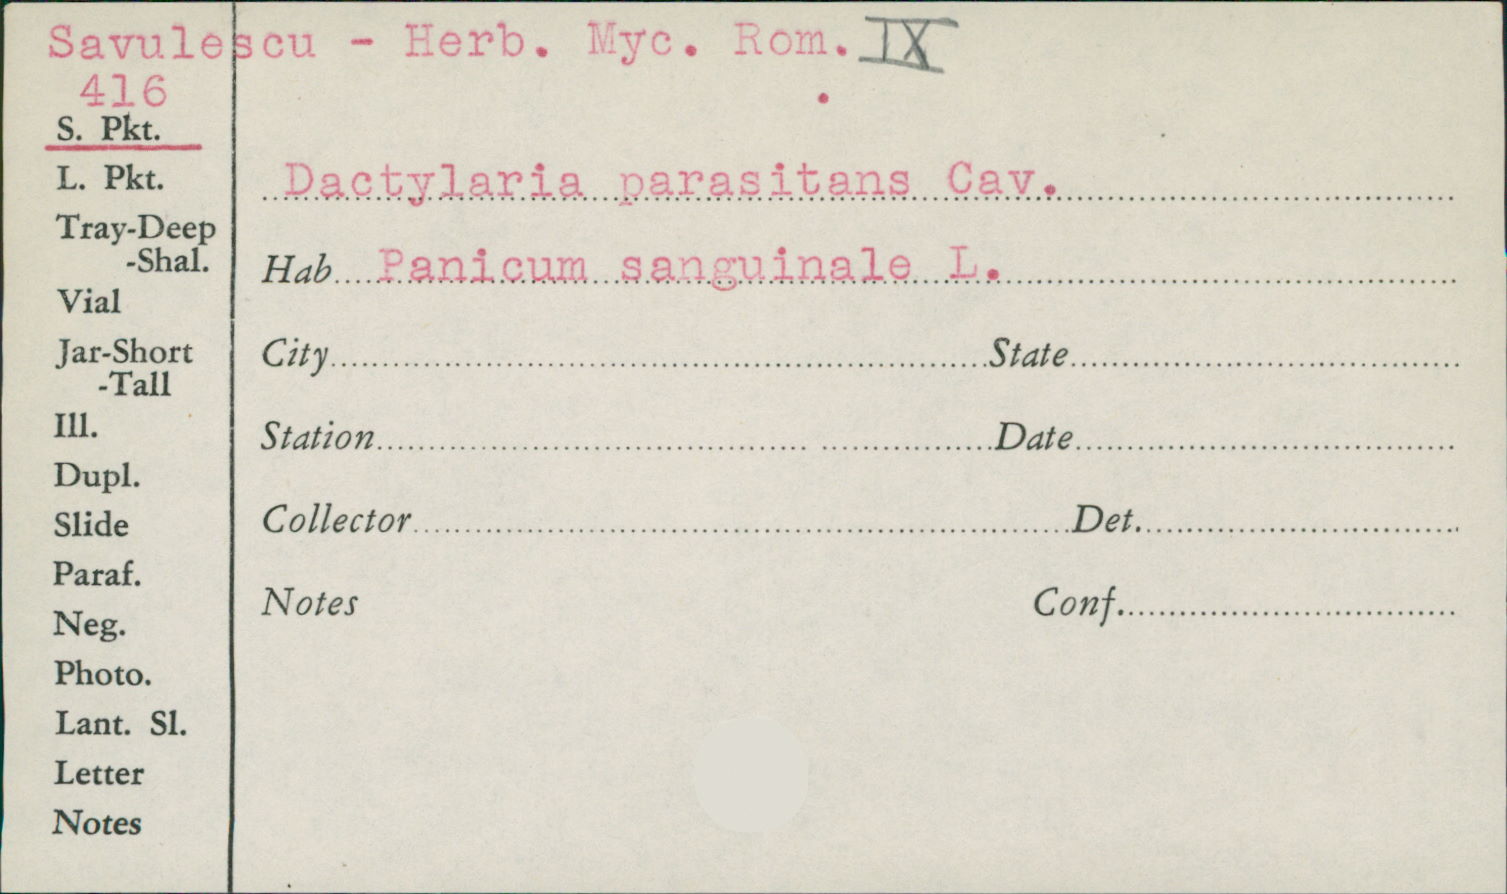 Savulescu - Herb. Myc. Rom. IX
416
S. Pkt.
L. Pkt.
Tray-Deep
-Shal.
Vial
Jar-Short
-Tall
Ill.
Dupl.
Slide
Paraf.
Neg.
Photo.
Lant. Sl.
Letter
Notes
Dactylaria parasitans Cav.
Hab Panicum sanguinale L.
City State
Station Date
Collector Det.
Notes Conf.